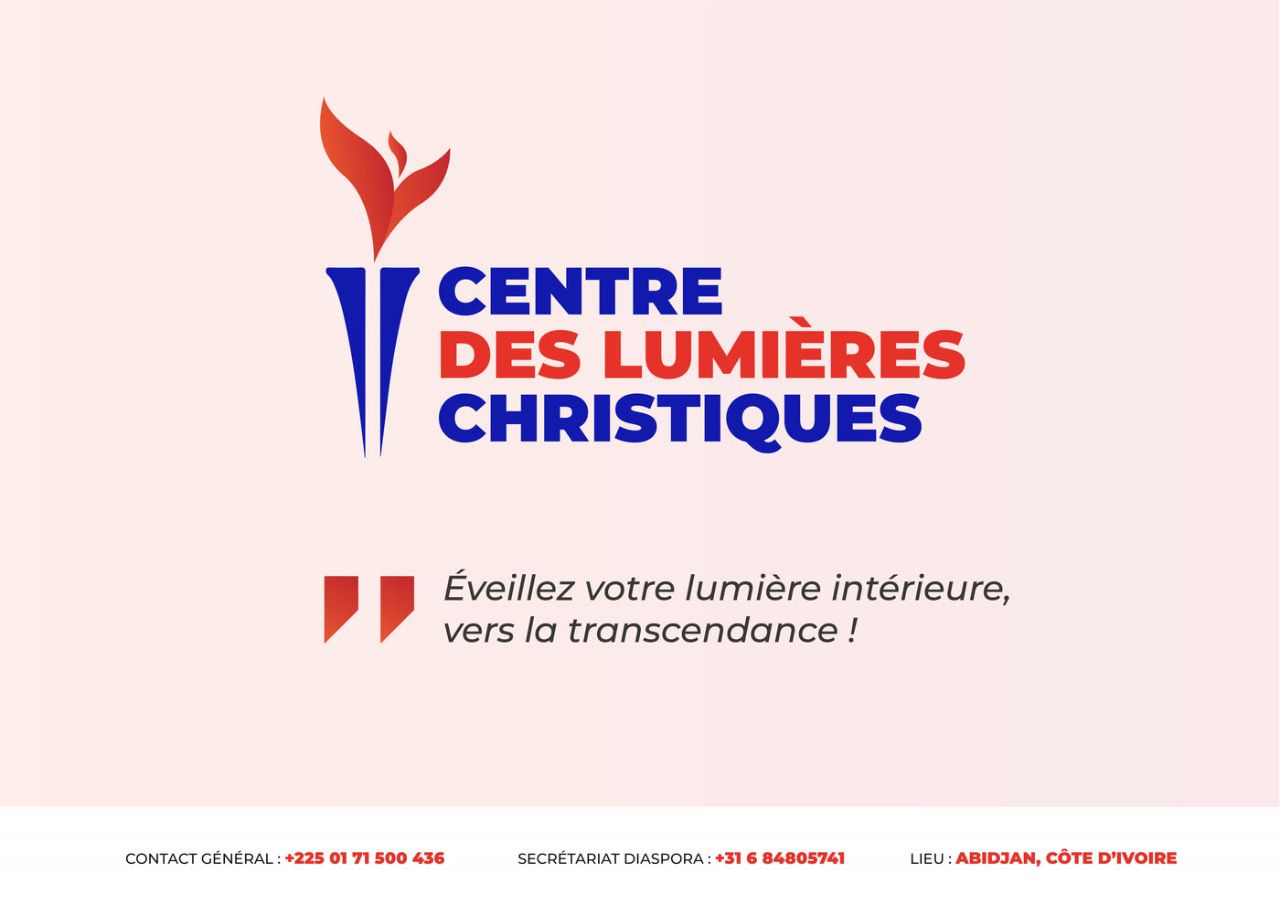 CENTRE
DES LUMIÈRES
CHRISTIQUES
Éveillez votre lumière intérieure,
vers la transcendance !
CONTACT GÉNÉRAL : +225 01 71 500 436
SECRÉTARIAT DIASPORA : +31 6 84805741
LIEU : ABIDJAN, CÔTE D’IVOIRE